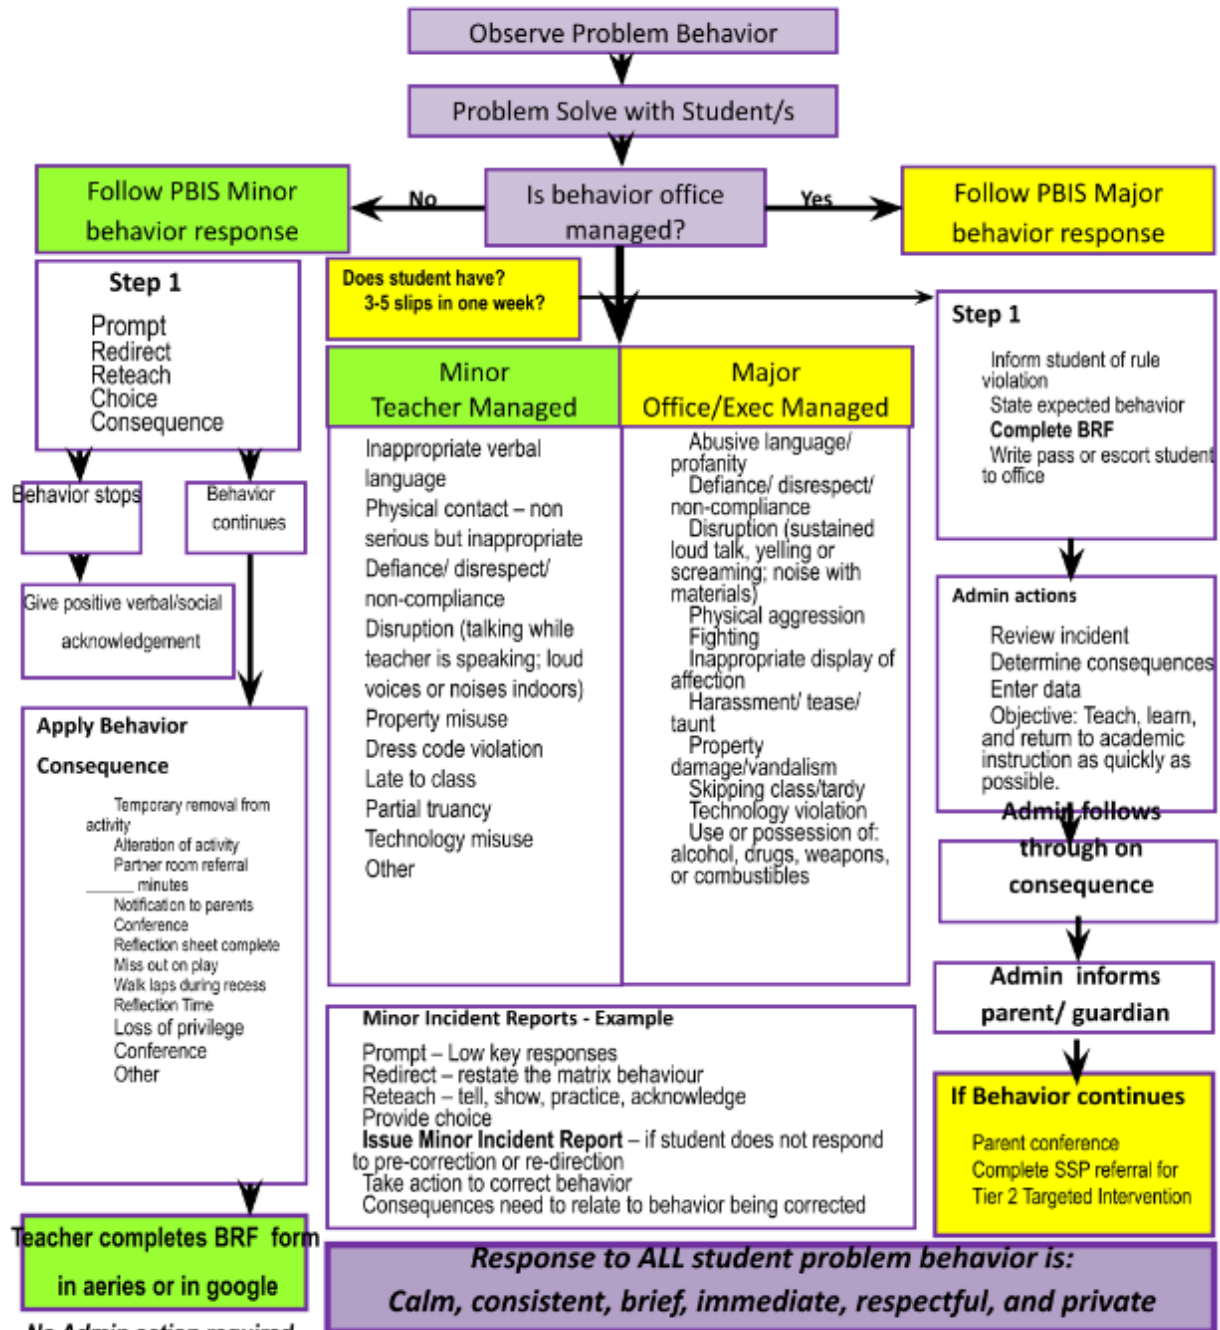 Observe Problem Behavior
Problem Solve with Student/s
Is behavior office
managed?
No
Yes
Follow PBIS Minor
behavior response
Follow PBIS Major
behavior response
Step 1
Prompt
Redirect
Reteach
Choice
Consequence
Behavior stops
Behavior
continues
Give positive verbal/social
acknowledgement
Apply Behavior
Consequence
Temporary removal from
activity
Alteration of activity
Partner room referral
______ minutes
Notification to parents
Conference
Reflection sheet complete
Miss out on play
Walk laps during recess
Reflection Time
Loss of privilege
Conference
Other
Teacher completes BRF form
in aeries or in google
No Admin action required
Does student have?
3-5 slips in one week?
Minor
Teacher Managed
Inappropriate verbal
language
Physical contact – non
serious but inappropriate
Defiance/ disrespect/
non-compliance
Disruption (talking while
teacher is speaking; loud
voices or noises indoors)
Property misuse
Dress code violation
Late to class
Partial truancy
Technology misuse
Other
Major
Office/Exec Managed
Abusive language/
profanity
Defiance/ disrespect/
non-compliance
Disruption (sustained
loud talk, yelling or
screaming; noise with
materials)
Physical aggression
Fighting
Inappropriate display of
affection
Harassment/ tease/
taunt
Property
damage/vandalism
Skipping class/tardy
Technology violation
Use or possession of:
alcohol, drugs, weapons,
or combustibles
Minor Incident Reports - Example
Prompt – Low key responses
Redirect – restate the matrix behaviour
Reteach – tell, show, practice, acknowledge
Provide choice
Issue Minor Incident Report – if student does not respond
to pre-correction or re-direction
Take action to correct behavior
Consequences need to relate to behavior being corrected
Step 1
Inform student of rule
violation
State expected behavior
Complete BRF
Write pass or escort student
to office
Admin actions
Review incident
Determine consequences
Enter data
Objective: Teach, learn,
and return to academic
instruction as quickly as
possible.
Admin follows
through on
consequence
Admin informs
parent/ guardian
If Behavior continues
Parent conference
Complete SSP referral for
Tier 2 Targeted Intervention
Response to ALL student problem behavior is:
Calm, consistent, brief, immediate, respectful, and private